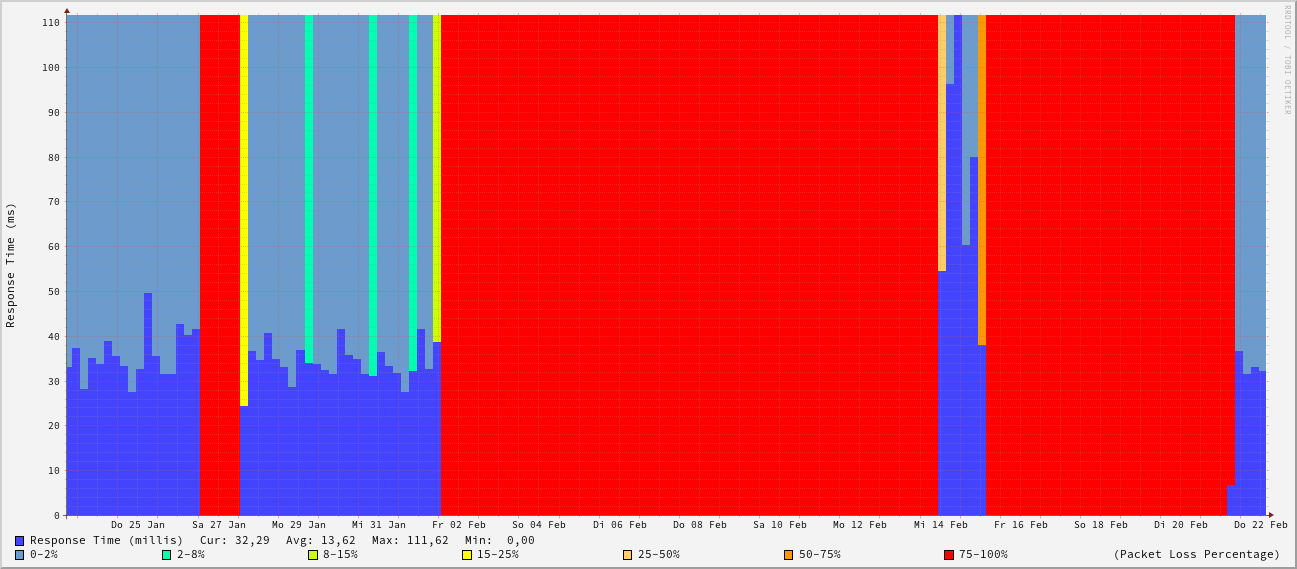 RRDTOOL / TOBI OETIKER
Response Time (ms)
110
100
90
80
70
60
50
40
30
20
10
0
Do 25 Jan Sa 27 Jan Mo 29 Jan Mi 31 Jan Fr 02 Feb So 04 Feb Di 06 Feb Do 08 Feb Sa 10 Feb Mo 12 Feb Mi 14 Feb Fr 16 Feb So 18 Feb Di 20 Feb Do 22 Feb
Response Time (millis) Cur: 32,29 Avg: 13,62 Max: 111,62 Min: 0,00
0-2% 2-8% 8-15% 15-25% 25-50% 50-75% 75-100% (Packet Loss Percentage)